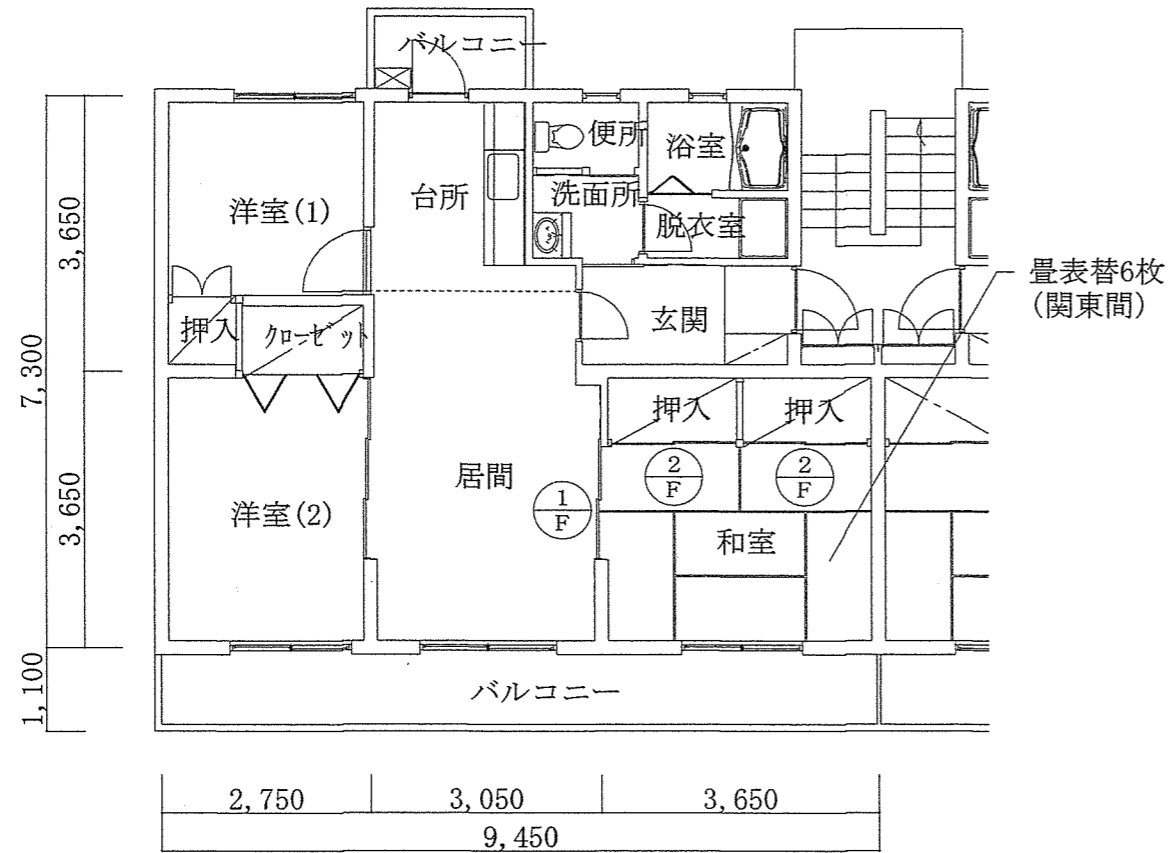 バルコニー
便所
浴室
洋室(1)
台所
洗面所
脱衣室
畳表替6枚
(関東間)
玄関
押入
クローゼット
押入
押入
2
F
2
F
居間
1
F
洋室(2)
和室
バルコニー
3,650
7,300
3,650
1,100
2,750
3,050
3,650
9,450